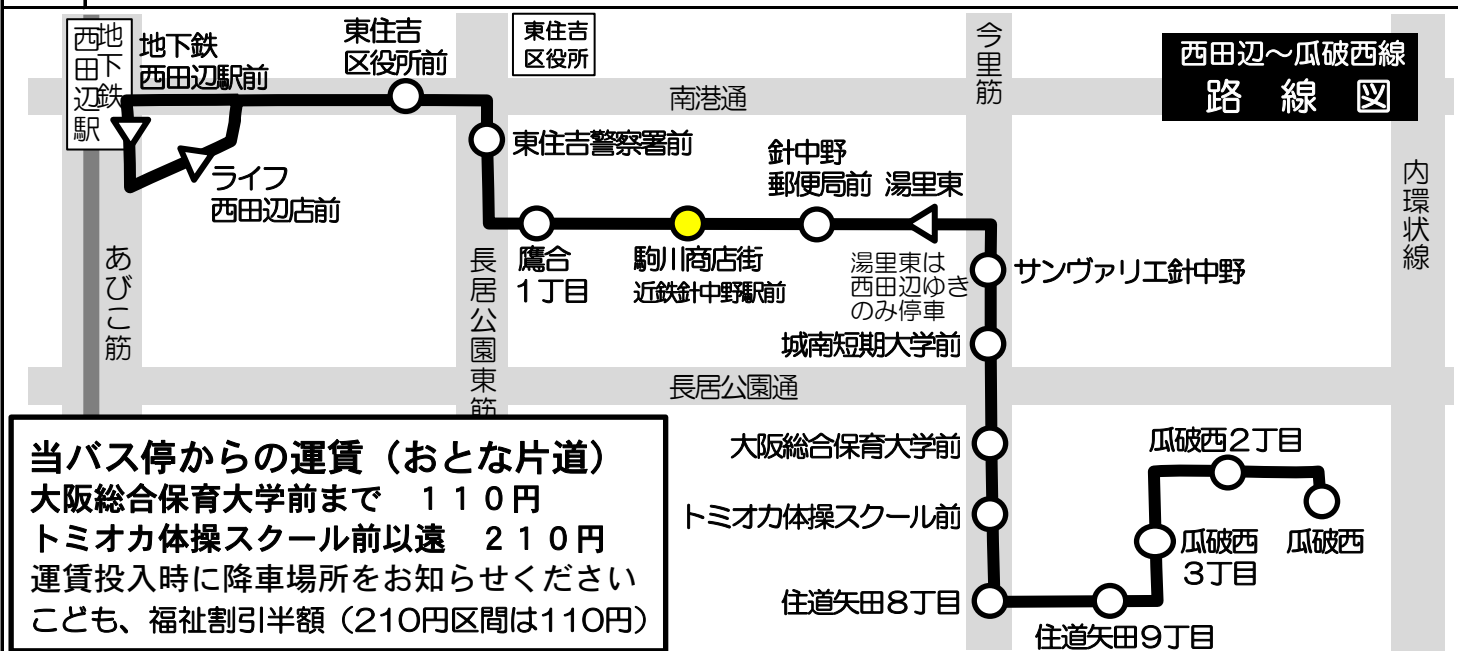 地下鉄
西田辺駅
地下鉄
西田辺駅前
東住吉
区役所前
東住吉
区役所
今里筋
西田辺～瓜破西線
路線図
南港通
東住吉警察署前
針中野
郵便局前
湯里東
ライフ
西田辺店前
内環状線
あびこ筋
長居公園東筋
鷹合
1丁目
駒川商店街
近鉄針中野駅前
湯里東は
西田辺ゆき
のみ停車
サンヴァリエ針中野
城南短期大学前
長居公園通
大阪総合保育大学前
瓜破西2丁目
トミオカ体操スクール前
瓜破西
3丁目
瓜破西
住道矢田8丁目
住道矢田9丁目
当バス停からの運賃（おとな片道）
大阪総合保育大学前まで　１１０円
トミオカ体操スクール前以遠　２１０円
運賃投入時に降車場所をお知らせください
こども、福祉割引半額（210円区間は110円）